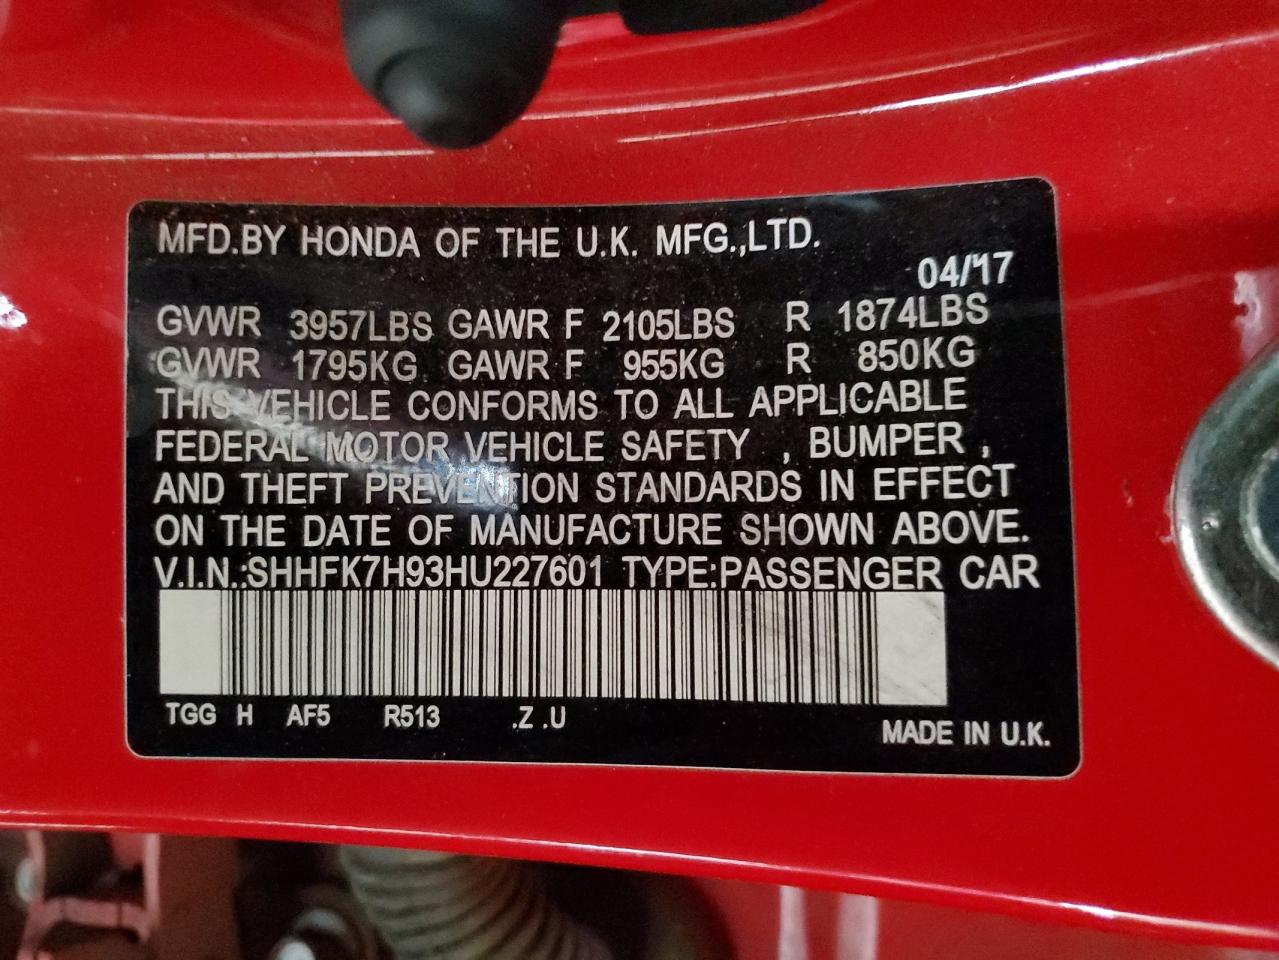 MFD.BY HONDA OF THE U.K. MFG.,LTD.
04/'17
GVWR 3957LBS GAWR F 2105LBS R 1874LBS
GVWR 1795KG GAWR F 955KG R 850KG
THIS VEHICLE CONFORMS TO ALL APPLICABLE
FEDERAL MOTOR VEHICLE SAFETY , BUMPER ,
AND THEFT PREVENTION STANDARDS IN EFFECT
ON THE DATE OF MANUFACTURE SHOWN ABOVE.
V.I.N.:SHHFK7H93HU227601 TYPE:PASSENGER CAR
TGG H AF5 R513 .Z .U
MADE IN U.K.